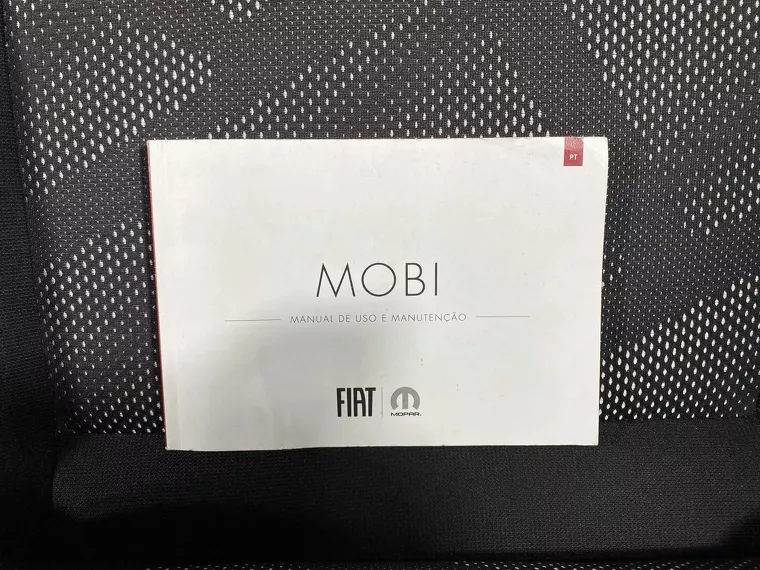 PT
MOBI
MANUAL DE USO E MANUTENÇÃO
FIAT
MOPAR®